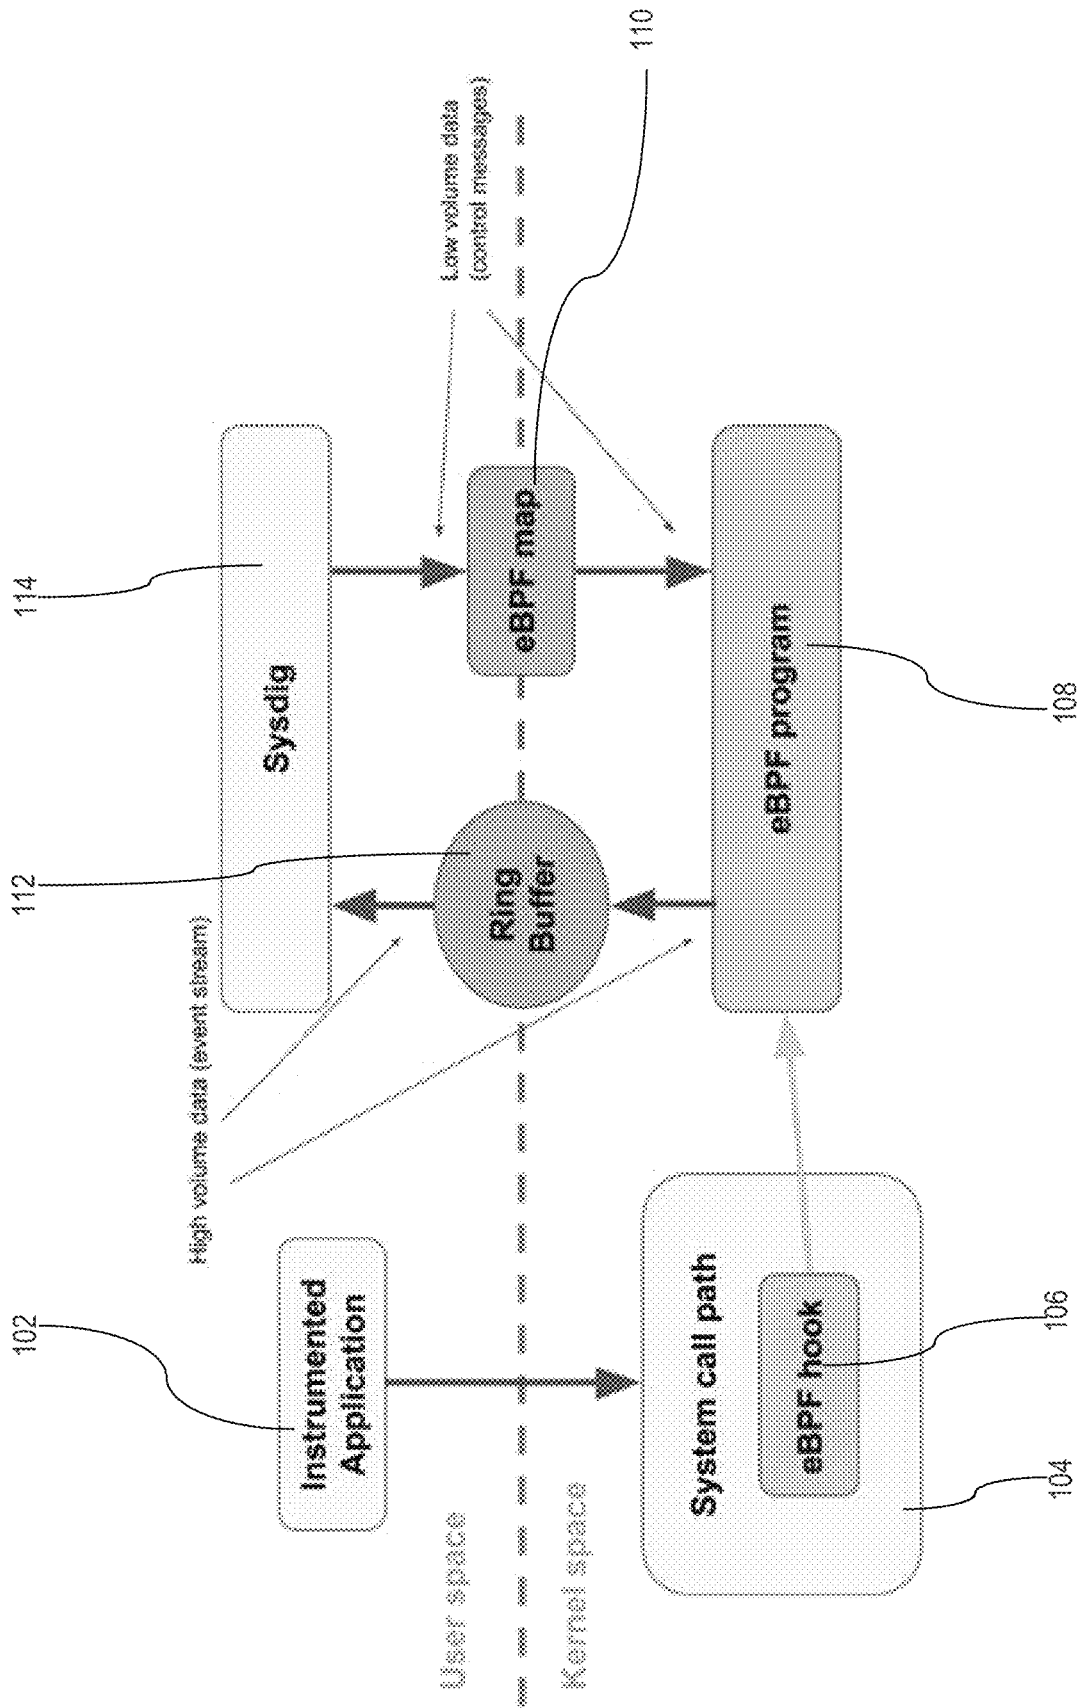 102
112
114
110
High volume data (event stream)
Low volume data
(control messages)
Instrumented
Application
Sysdig
User space
Kernel space
Ring
Buffer
eBPF map
System call path
eBPF hook
eBPF program
104
106
108